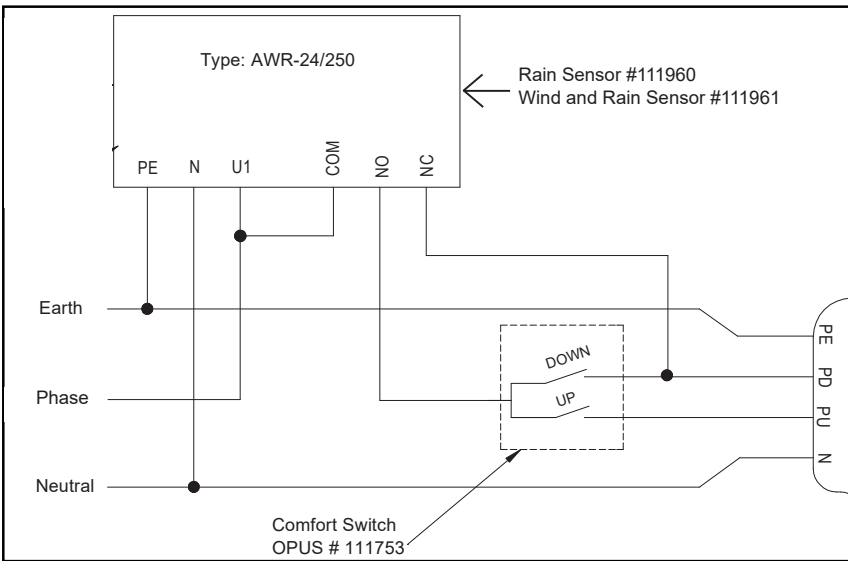 Type: AWR-24/250
Rain Sensor #111960
Wind and Rain Sensor #111961
PE
N
U1
COM
NO
NC
Earth
Phase
Neutral
DOWN
UP
PE
PD
PU
N
Comfort Switch
OPUS # 111753